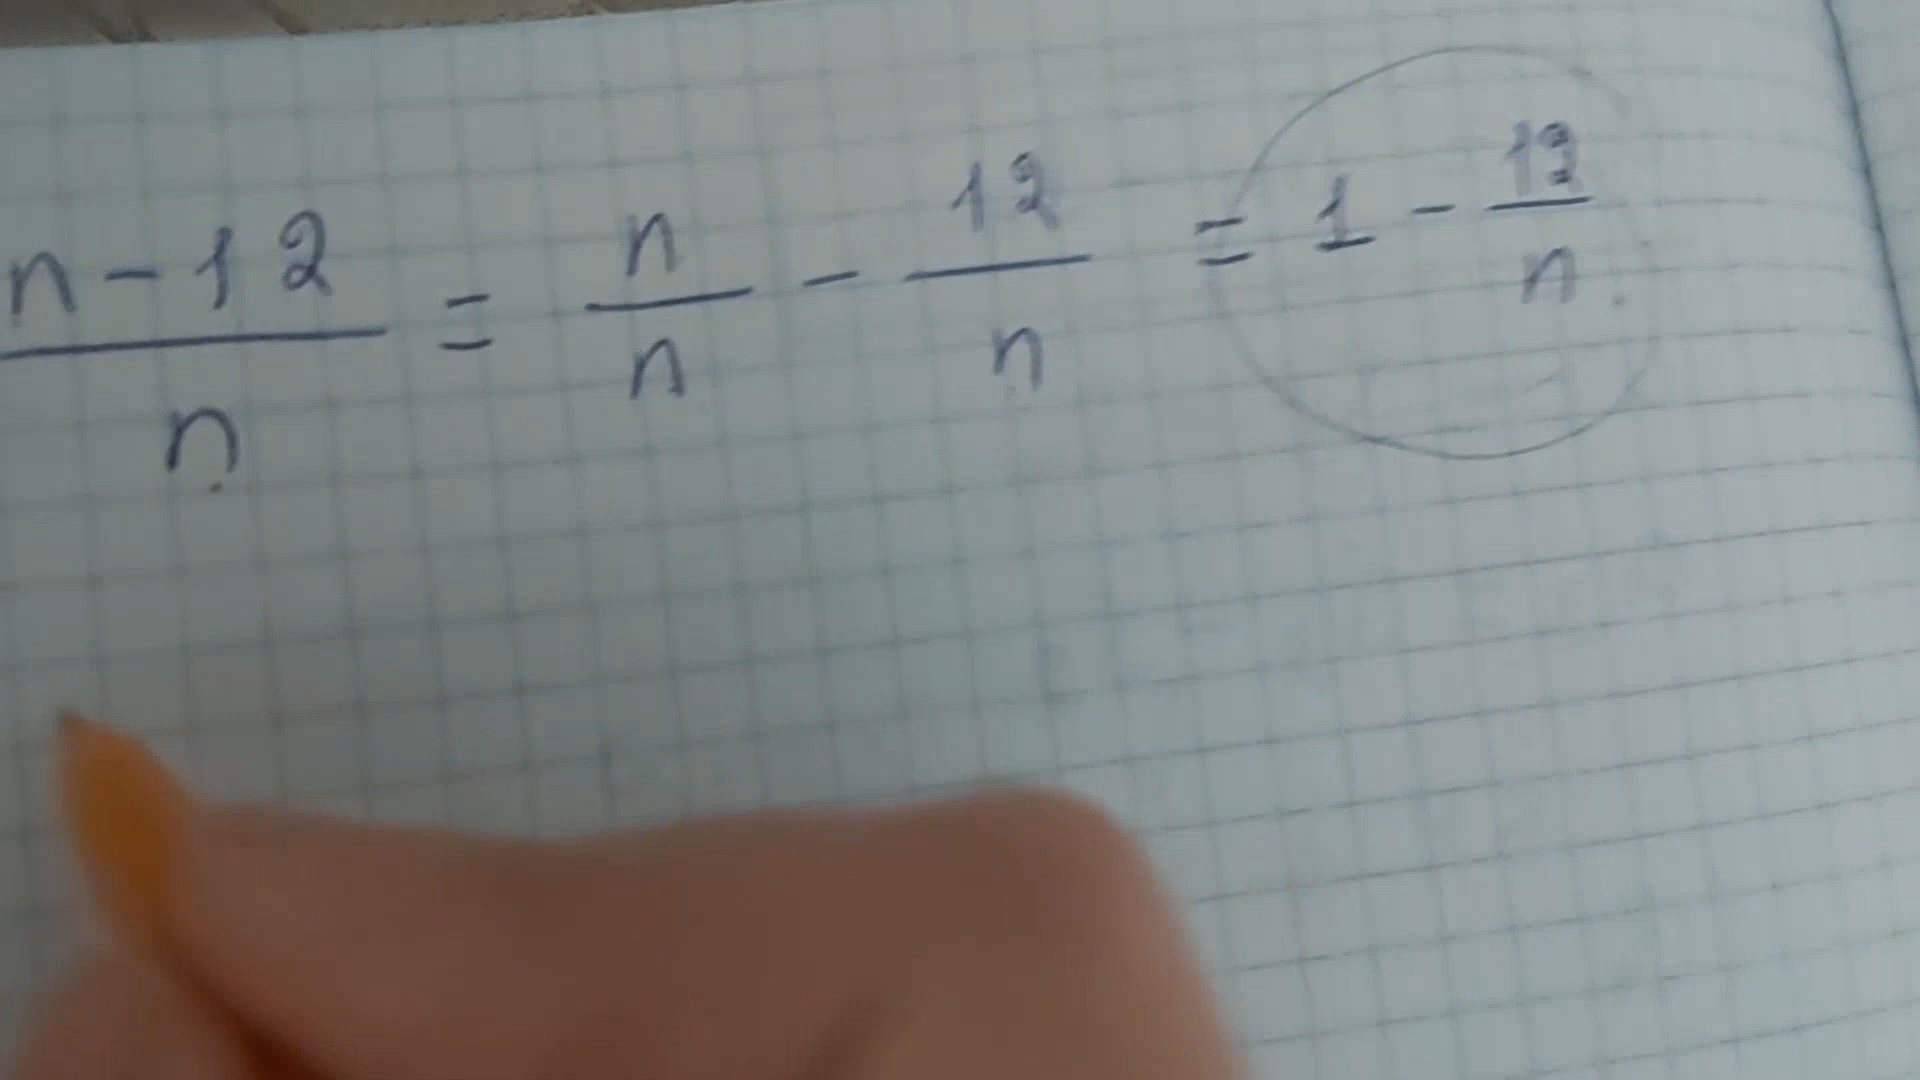 (n - 12)/n = n/n - 12/n = 1 - 12/n